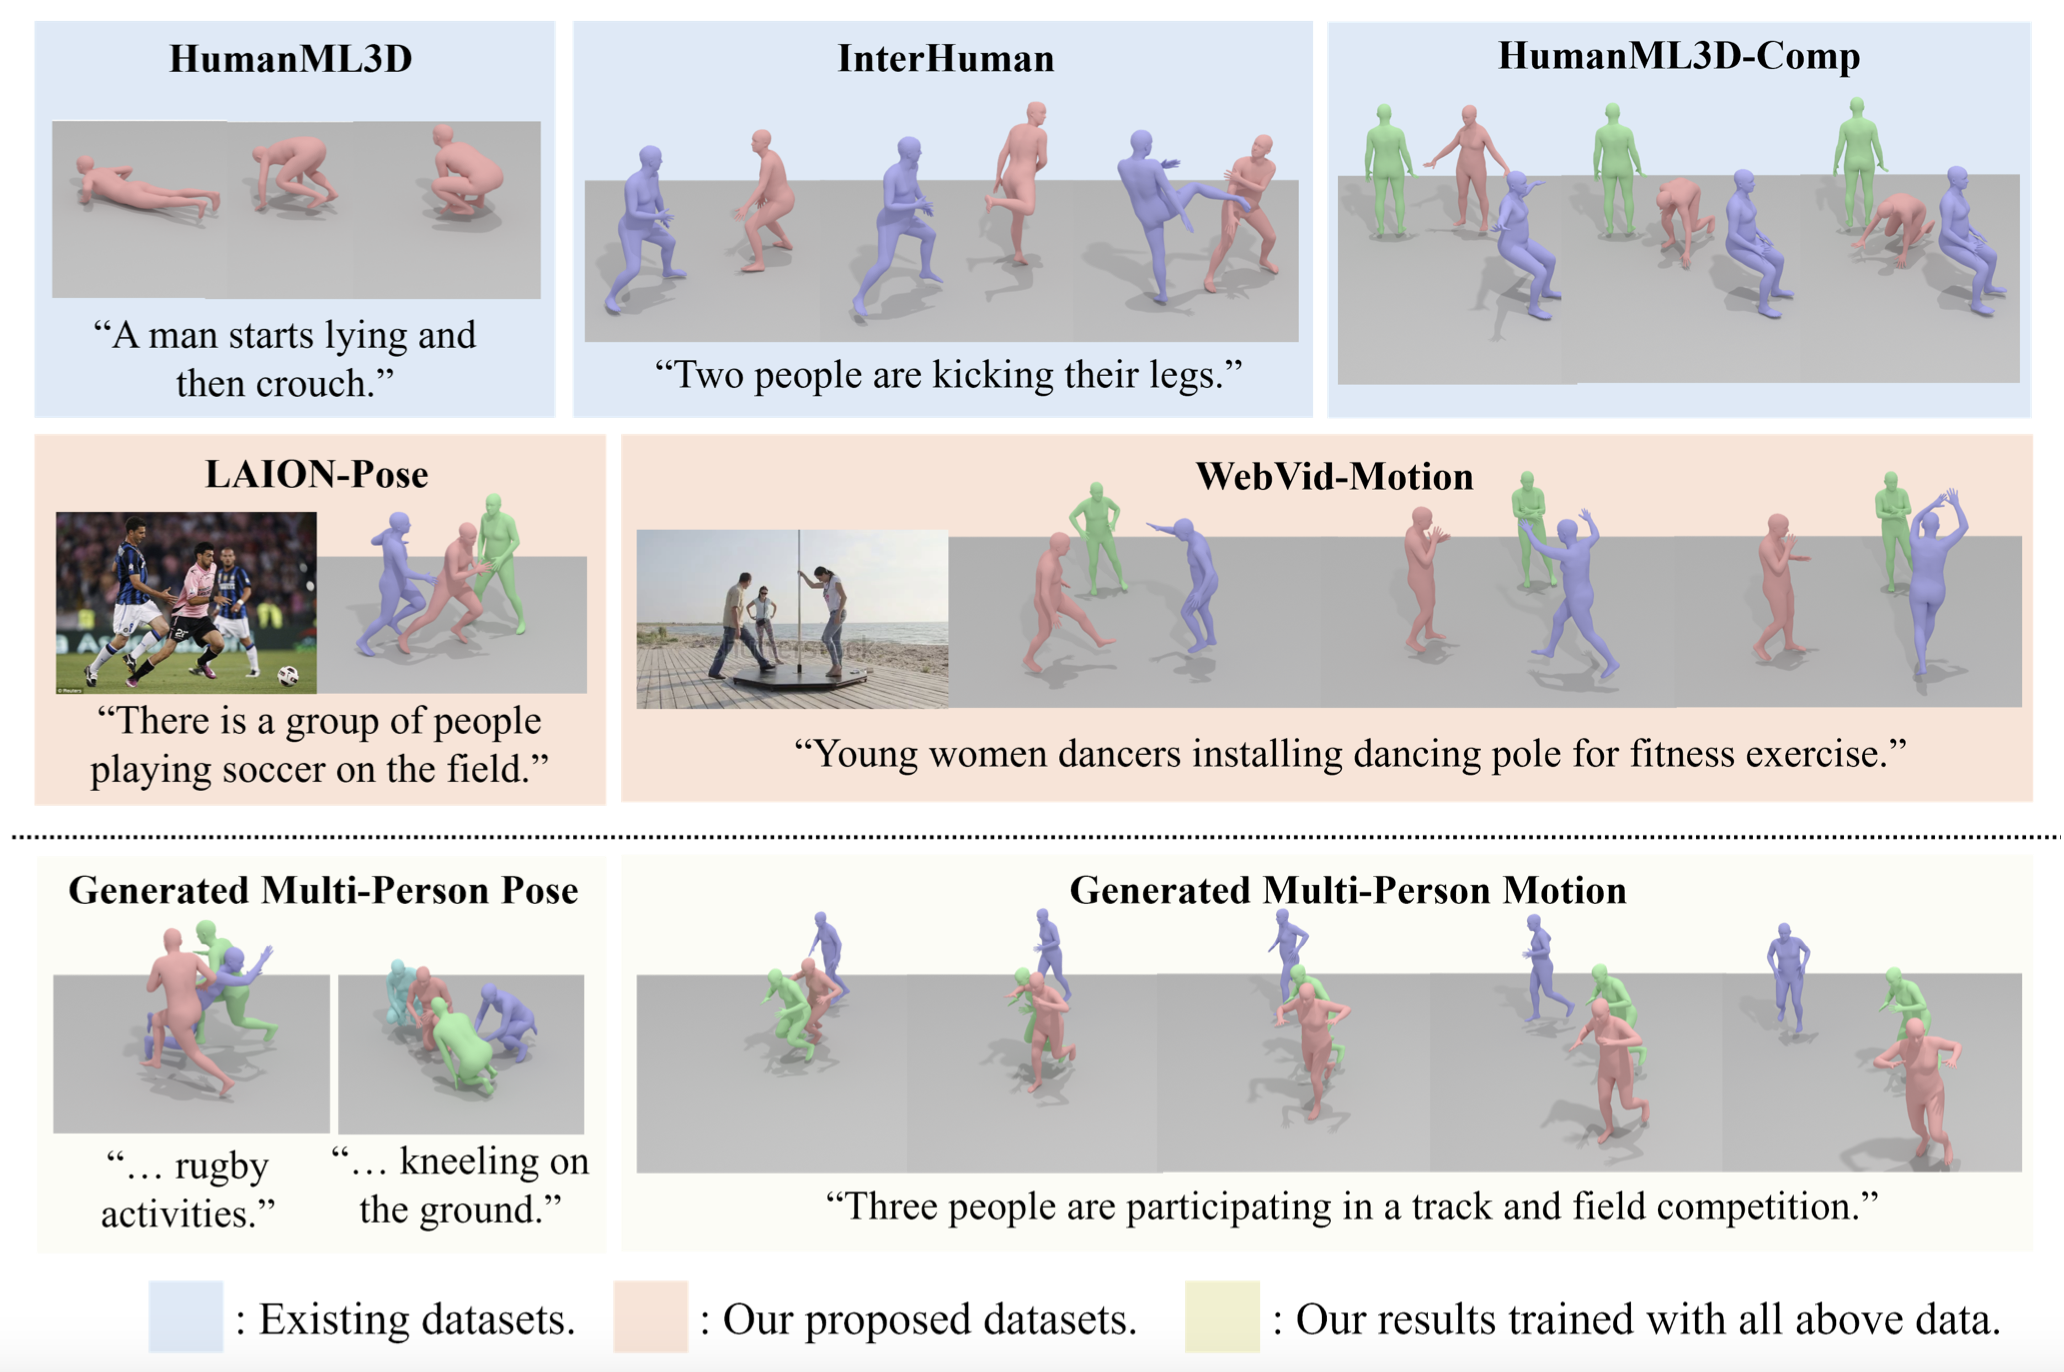 HumanML3D
InterHuman
HumanML3D-Comp
“A man starts lying and
then crouch.”
“Two people are kicking their legs.”
LAION-Pose
WebVid-Motion
© Reuters
“There is a group of people
playing soccer on the field.”
“Young women dancers installing dancing pole for fitness exercise.”
Generated Multi-Person Pose
Generated Multi-Person Motion
“… rugby
activities.”
“… kneeling on
the ground.”
“Three people are participating in a track and field competition.”
: Existing datasets.
: Our proposed datasets.
: Our results trained with all above data.